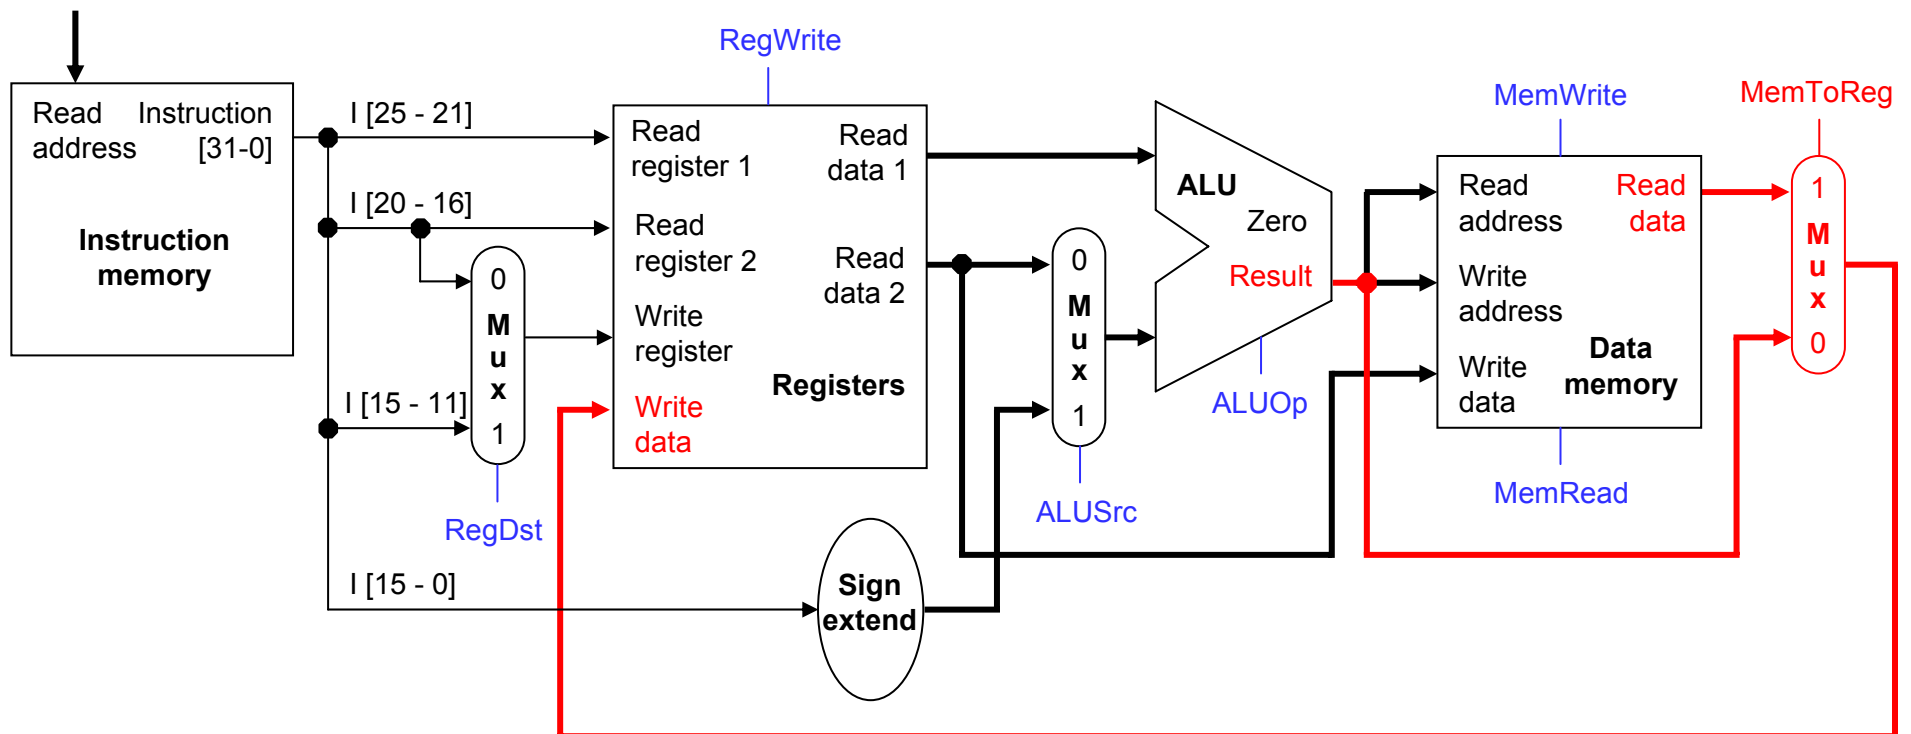 RegWrite
MemWrite
MemToReg
Read address
Instruction [31-0]
Instruction memory
I [25 - 21]
I [20 - 16]
I [15 - 11]
I [15 - 0]
0
Mux
1
RegDst
Read register 1
Read register 2
Write register
Write data
Read data 1
Read data 2
Registers
Sign extend
0
Mux
1
ALUSrc
ALU
Zero
Result
ALUOp
Read address
Write address
Write data
Read data
Data memory
MemRead
1
Mux
0